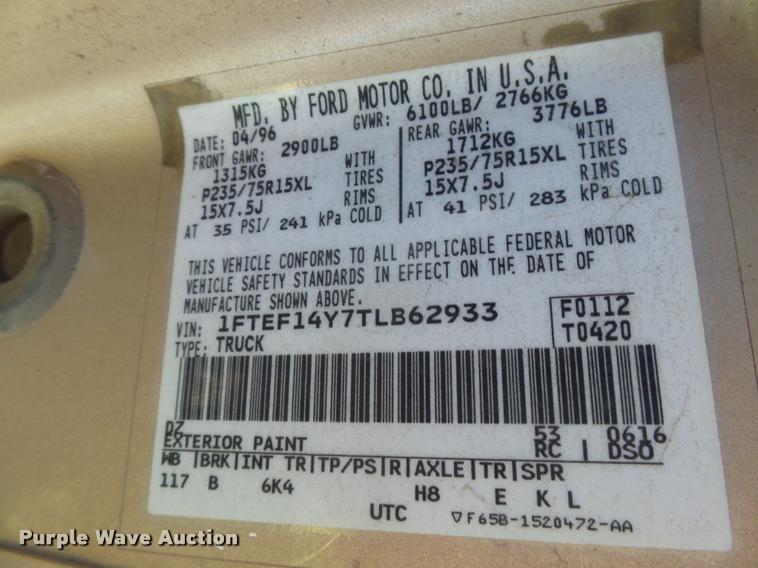 MFD. BY FORD MOTOR CO. IN U.S.A.
DATE: 04/96 GVWR: 6100LB/ 2766KG
FRONT GAWR: 2900LB REAR GAWR: 3776LB
1315KG WITH 1712KG WITH
P235/75R15XL TIRES P235/75R15XL TIRES
15X7.5J RIMS 15X7.5J RIMS
AT 35 PSI/ 241 kPa COLD AT 41 PSI/ 283 kPa COLD
THIS VEHICLE CONFORMS TO ALL APPLICABLE FEDERAL MOTOR
VEHICLE SAFETY STANDARDS IN EFFECT ON THE DATE OF
MANUFACTURE SHOWN ABOVE.
VIN: 1FTEF14Y7TLB62933 F0112
TYPE: TRUCK T0420
DZ 53 0616
EXTERIOR PAINT RC DSO
WB BRK INT TR TP/PS R AXLE TR SPR
117 B 6K4 H8 E K L
UTC ▽F65B-1520472-AA
Purple Wave Auction